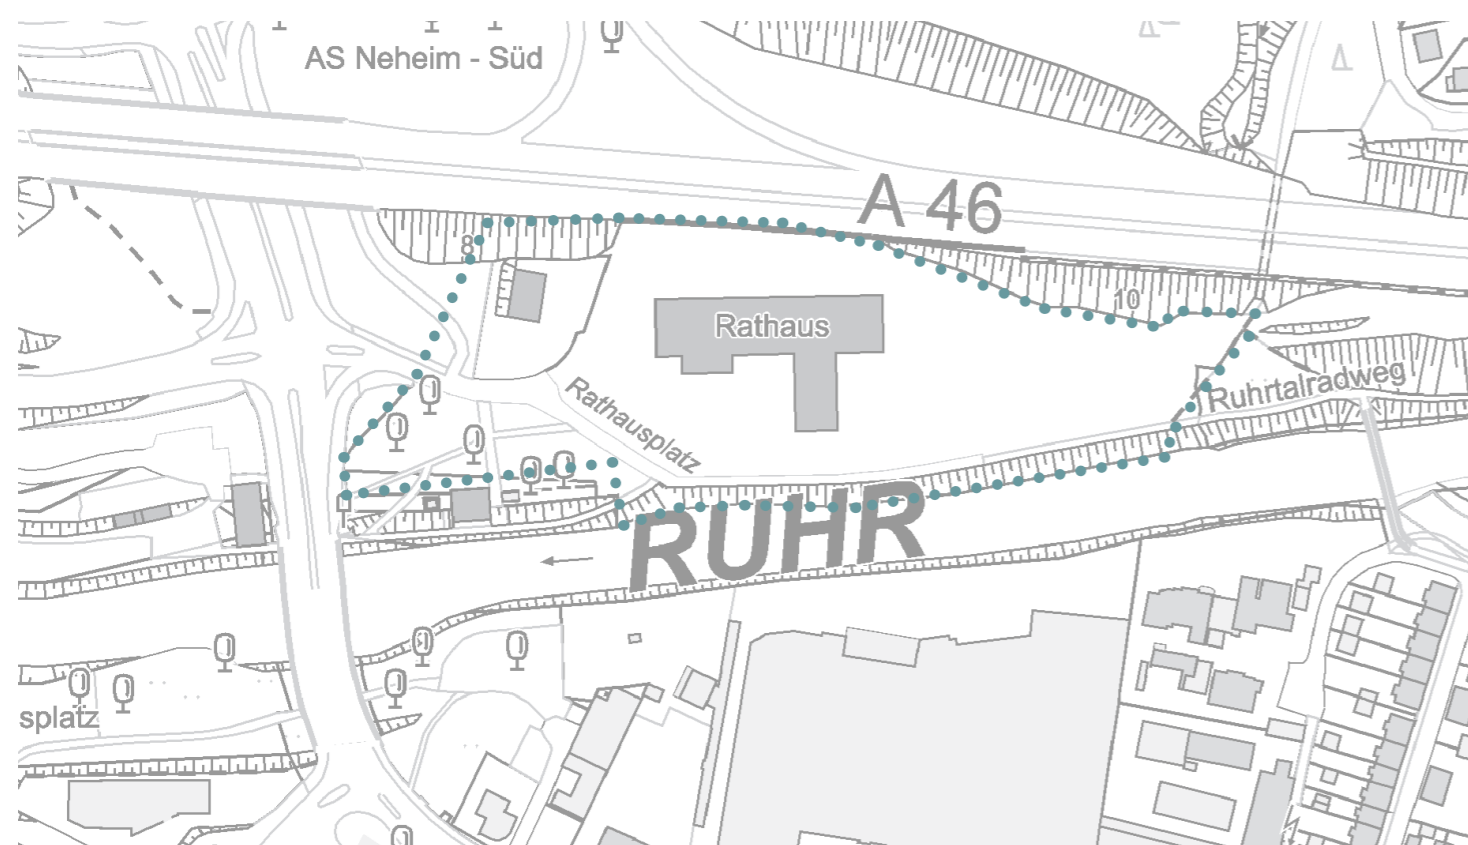 AS Neheim - Süd
A 46
8
10
Rathaus
Ruhrtalradweg
Rathausplatz
RUHR
splatz